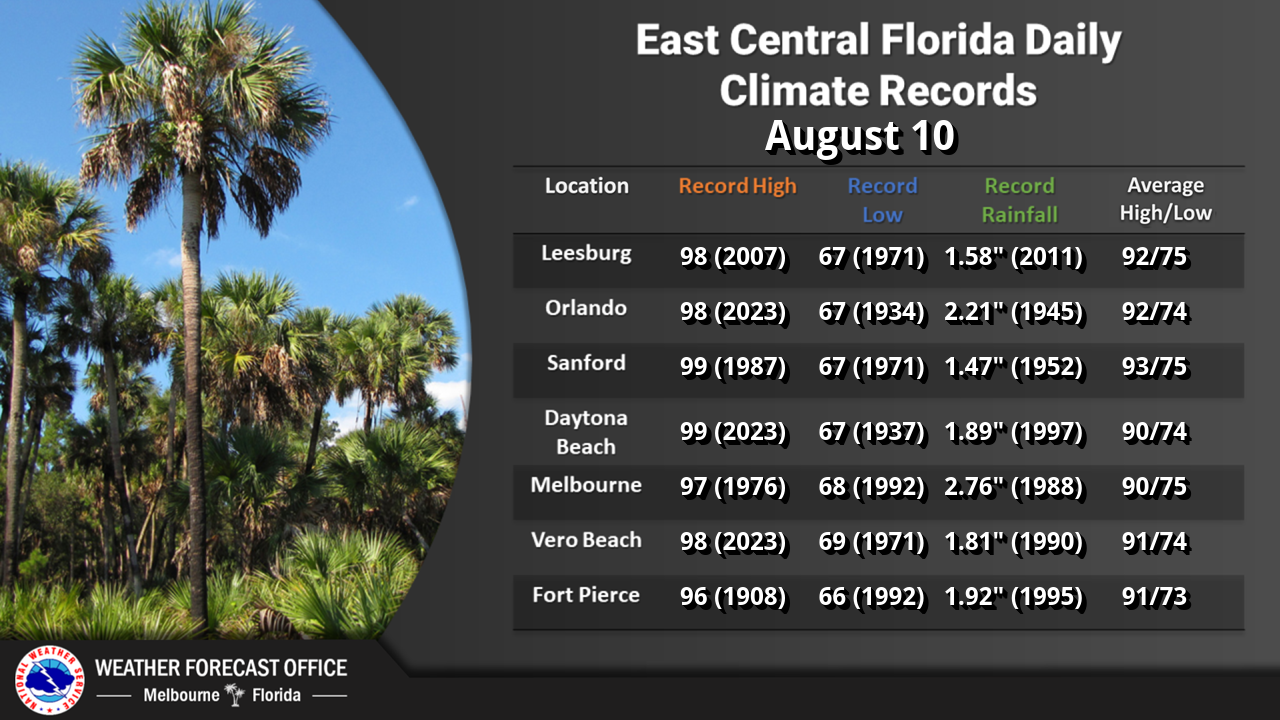 East Central Florida Daily
Climate Records
August 10
Location Record High Record Low Record Rainfall Average High/Low
Leesburg 98 (2007) 67 (1971) 1.58" (2011) 92/75
Orlando 98 (2023) 67 (1934) 2.21" (1945) 92/74
Sanford 99 (1987) 67 (1971) 1.47" (1952) 93/75
Daytona Beach 99 (2023) 67 (1937) 1.89" (1997) 90/74
Melbourne 97 (1976) 68 (1992) 2.76" (1988) 90/75
Vero Beach 98 (2023) 69 (1971) 1.81" (1990) 91/74
Fort Pierce 96 (1908) 66 (1992) 1.92" (1995) 91/73
NATIONAL WEATHER SERVICE
WEATHER FORECAST OFFICE
Melbourne Florida